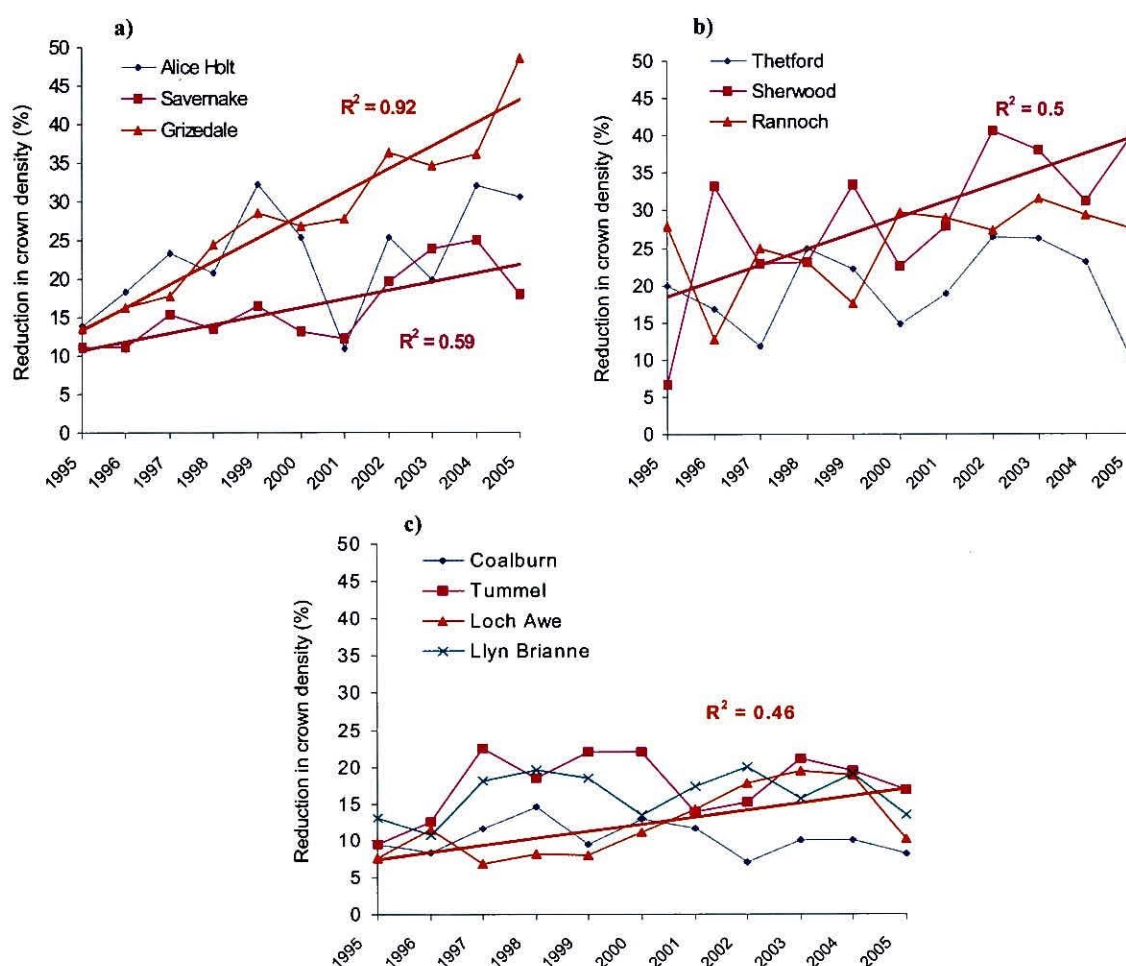 a)
Reduction in crown density (%)
50
45
40
35
30
25
20
15
10
5
0
Alice Holt
Savernake
Grizedale
R² = 0.92
R² = 0.59
1995 1996 1997 1998 1999 2000 2001 2002 2003 2004 2005
b)
Reduction in crown density (%)
50
45
40
35
30
25
20
15
10
5
0
Thetford
Sherwood
Rannoch
R² = 0.5
1995 1996 1997 1998 1999 2000 2001 2002 2003 2004 2005
c)
Reduction in crown density (%)
50
45
40
35
30
25
20
15
10
5
0
Coalburn
Tummel
Loch Awe
Llyn Brianne
R² = 0.46
1995 1996 1997 1998 1999 2000 2001 2002 2003 2004 2005